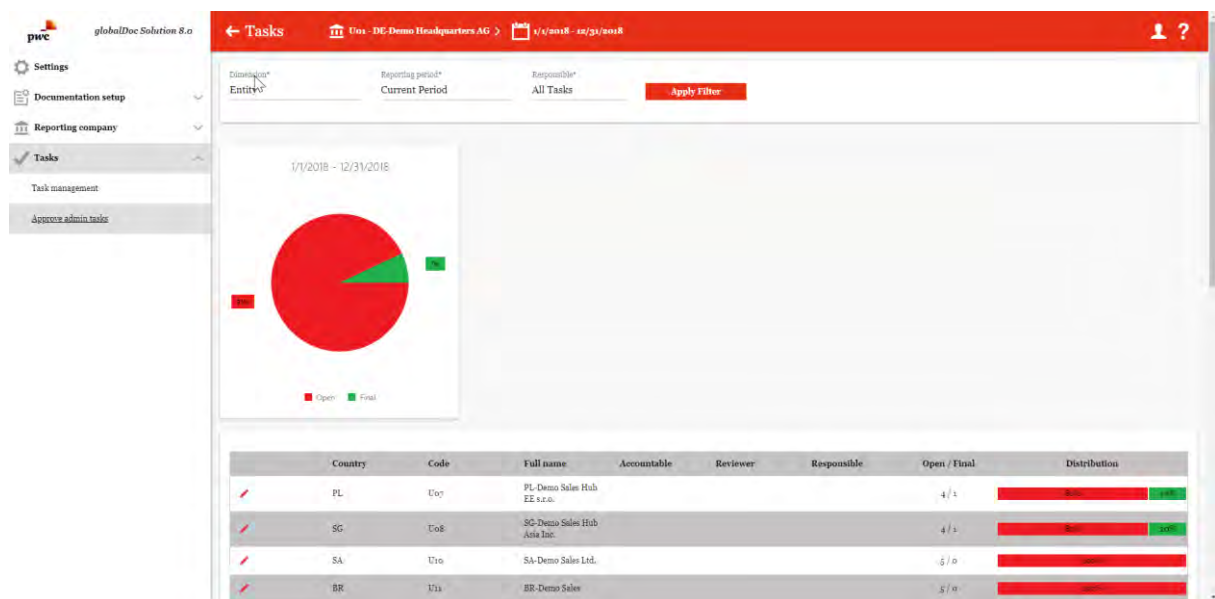 pwc globalDoc Solution 8.0
← Tasks U01 - DE-Demo Headquarters AG > 1/1/2018 - 12/31/2018 ?
Settings
Documentation setup
Reporting company
Tasks
Task management
Approve admin tasks
Dimension* Reporting period* Responsible*
Entity Current Period All Tasks Apply Filter
1/1/2018 - 12/31/2018
Open Final
Country Code Full name Accountable Reviewer Responsible Open / Final Distribution
PL U07 PL-Demo Sales Hub
EE s.r.o. 4 / 1
SG U08 SG-Demo Sales Hub
Asia Inc. 4 / 1
SA U10 SA-Demo Sales Ltd. 5 / 0
BR U11 BR-Demo Sales 5 / 0